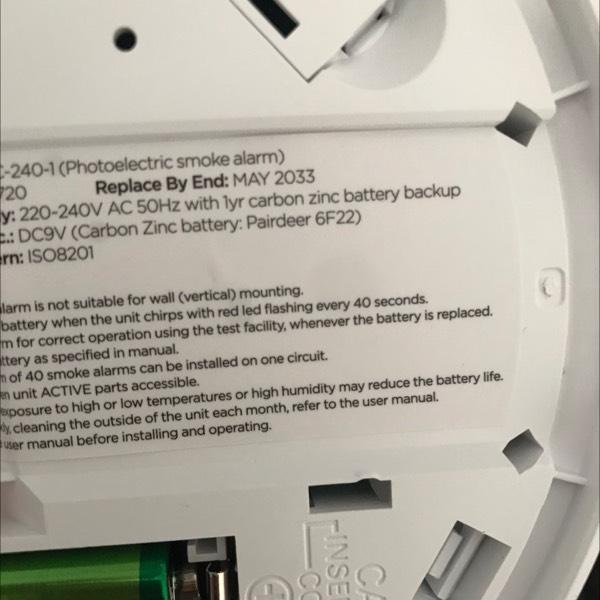 -240-1 (Photoelectric smoke alarm)
720 Replace By End: MAY 2033
y: 220-240V AC 50Hz with 1yr carbon zinc battery backup
c.: DC9V (Carbon Zinc battery: Pairdeer 6F22)
ern: ISO8201
larm is not suitable for wall (vertical) mounting.
battery when the unit chirps with red led flashing every 40 seconds.
m for correct operation using the test facility, whenever the battery is replaced.
ttery as specified in manual.
of 40 smoke alarms can be installed on one circuit.
en unit ACTIVE parts accessible.
exposure to high or low temperatures or high humidity may reduce the battery life.
ly, cleaning the outside of the unit each month, refer to the user manual.
user manual before installing and operating.
CA
INSE
CO